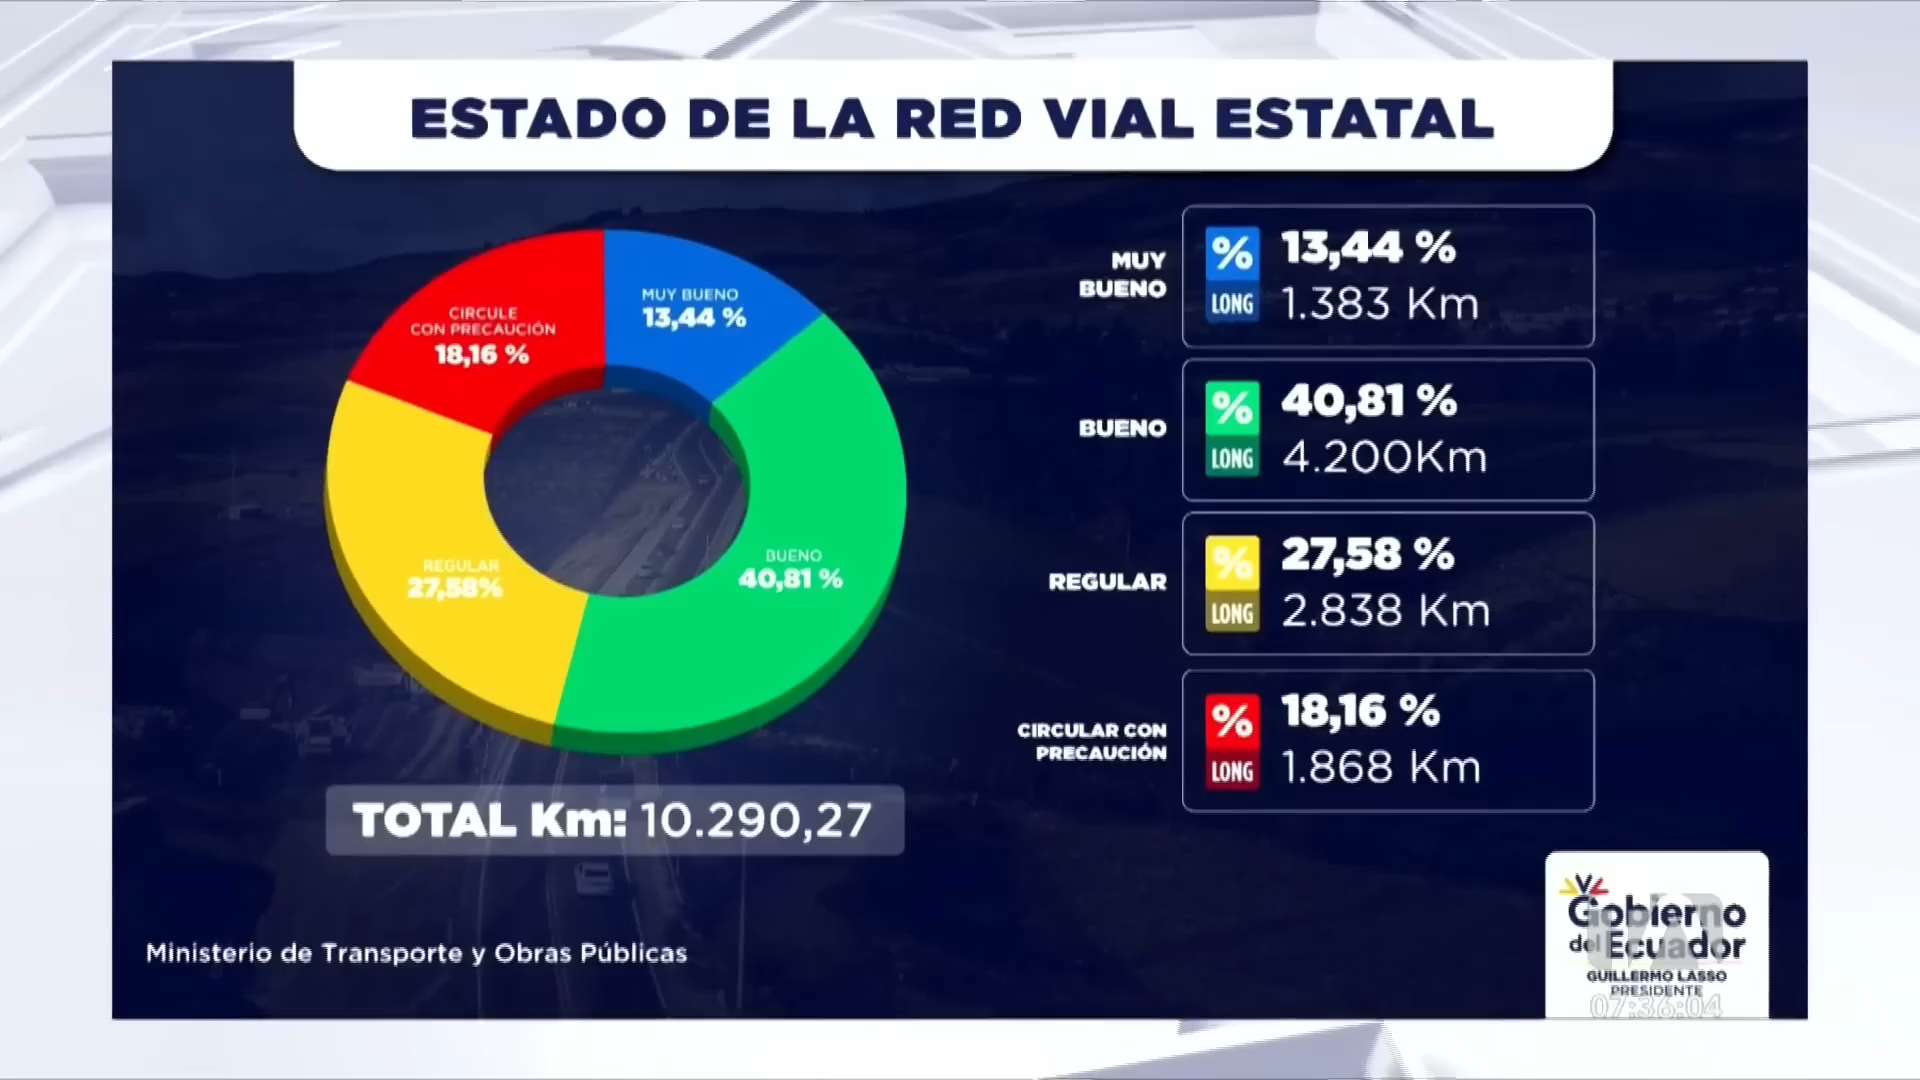 ESTADO DE LA RED VIAL ESTATAL
CIRCULE
CON PRECAUCIÓN
18,16 %
MUY BUENO
13,44 %
REGULAR
27,58%
BUENO
40,81 %
TOTAL Km: 10.290,27
MUY
BUENO
% 13,44 %
LONG 1.383 Km
BUENO
% 40,81 %
LONG 4.200Km
REGULAR
% 27,58 %
LONG 2.838 Km
CIRCULAR CON
PRECAUCIÓN
% 18,16 %
LONG 1.868 Km
Ministerio de Transporte y Obras Públicas
Gobierno
del Ecuador
GUILLERMO LASSO
PRESIDENTE
07:36:04